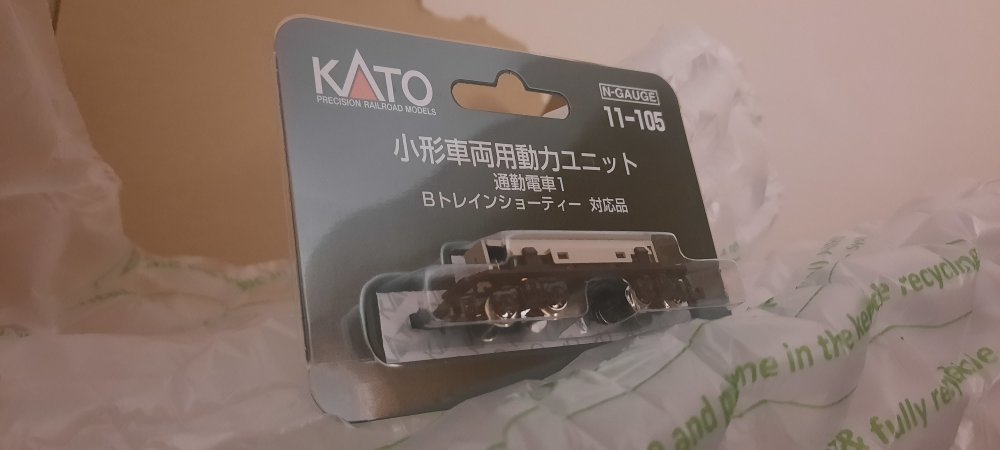 KATO
PRECISION RAILROAD MODELS
N-GAUGE
11-105
小形車両用動力ユニット
通勤電車1
Bトレインショーティー 対応品
in the
recycling
and
& fully